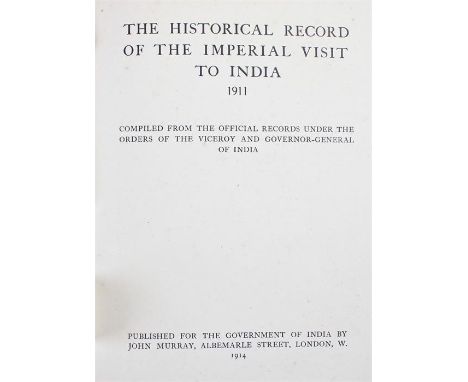 THE HISTORICAL RECORD
OF THE IMPERIAL VISIT
TO INDIA
1911
COMPILED FROM THE OFFICIAL RECORDS UNDER THE
ORDERS OF THE VICEROY AND GOVERNOR-GENERAL
OF INDIA
PUBLISHED FOR THE GOVERNMENT OF INDIA BY
JOHN MURRAY, ALBEMARLE STREET, LONDON, W.
1914